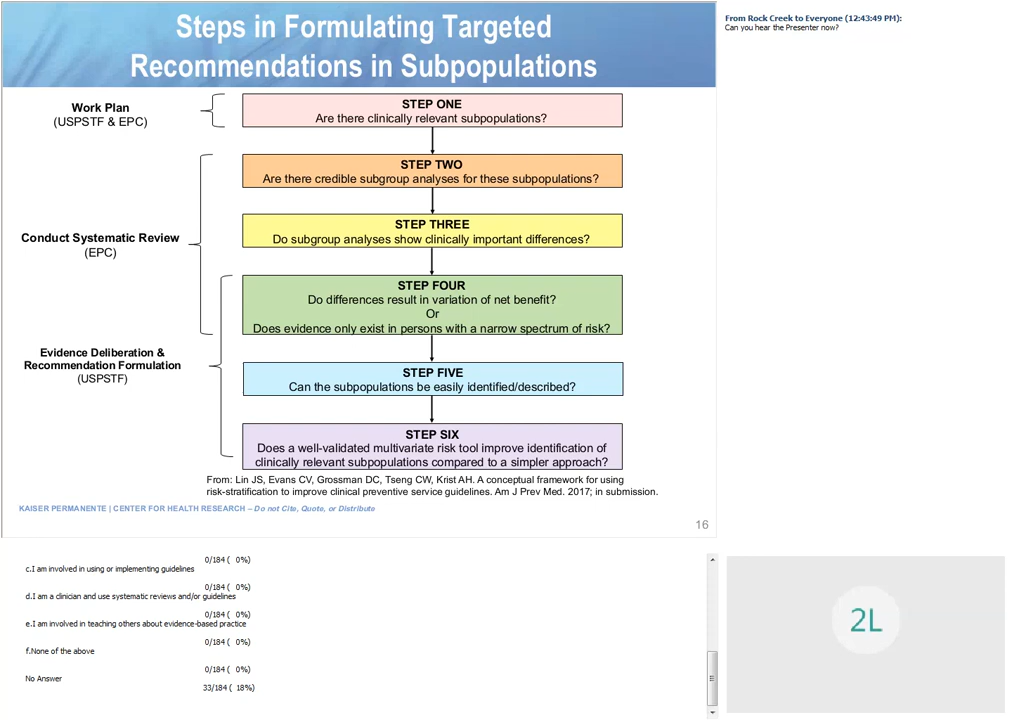 Steps in Formulating Targeted
Recommendations in Subpopulations
Work Plan
(USPSTF & EPC)
STEP ONE
Are there clinically relevant subpopulations?
STEP TWO
Are there credible subgroup analyses for these subpopulations?
Conduct Systematic Review
(EPC)
STEP THREE
Do subgroup analyses show clinically important differences?
STEP FOUR
Do differences result in variation of net benefit?
Or
Does evidence only exist in persons with a narrow spectrum of risk?
Evidence Deliberation &
Recommendation Formulation
(USPSTF)
STEP FIVE
Can the subpopulations be easily identified/described?
STEP SIX
Does a well-validated multivariate risk tool improve identification of
clinically relevant subpopulations compared to a simpler approach?
From: Lin JS, Evans CV, Grossman DC, Tseng CW, Krist AH. A conceptual framework for using
risk-stratification to improve clinical preventive service guidelines. Am J Prev Med. 2017; in submission.
KAISER PERMANENTE | CENTER FOR HEALTH RESEARCH – Do not Cite, Quote, or Distribute
16
From Rock Creek to Everyone (12:43:49 PM):
Can you hear the Presenter now?
0/184 ( 0%)
c.I am involved in using or implementing guidelines
0/184 ( 0%)
d.I am a clinician and use systematic reviews and/or guidelines
0/184 ( 0%)
e.I am involved in teaching others about evidence-based practice
0/184 ( 0%)
f.None of the above
0/184 ( 0%)
No Answer
33/184 ( 18%)
2L